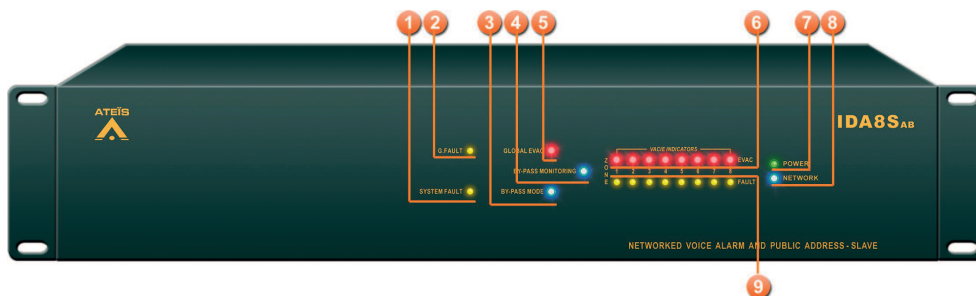 1 2 3 4 5 6 7 8
ATEÏS
IDA8SAB
G.FAULT
GLOBAL EVAC
VACIE INDICATORS
ZONE
EVAC
1 2 3 4 5 6 7 8
FAULT
BY-PASS MONITORING
POWER
NETWORK
SYSTEM FAULT
BY-PASS MODE
NETWORKED VOICE ALARM AND PUBLIC ADDRESS - SLAVE
9